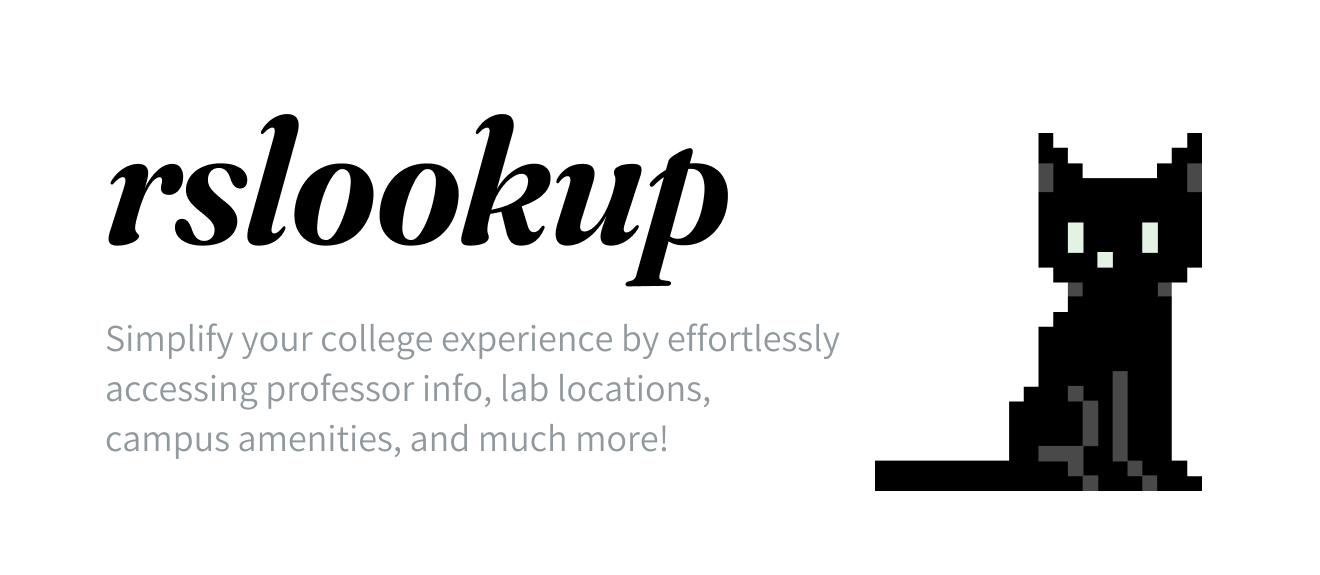 rslookup
Simplify your college experience by effortlessly
accessing professor info, lab locations,
campus amenities, and much more!